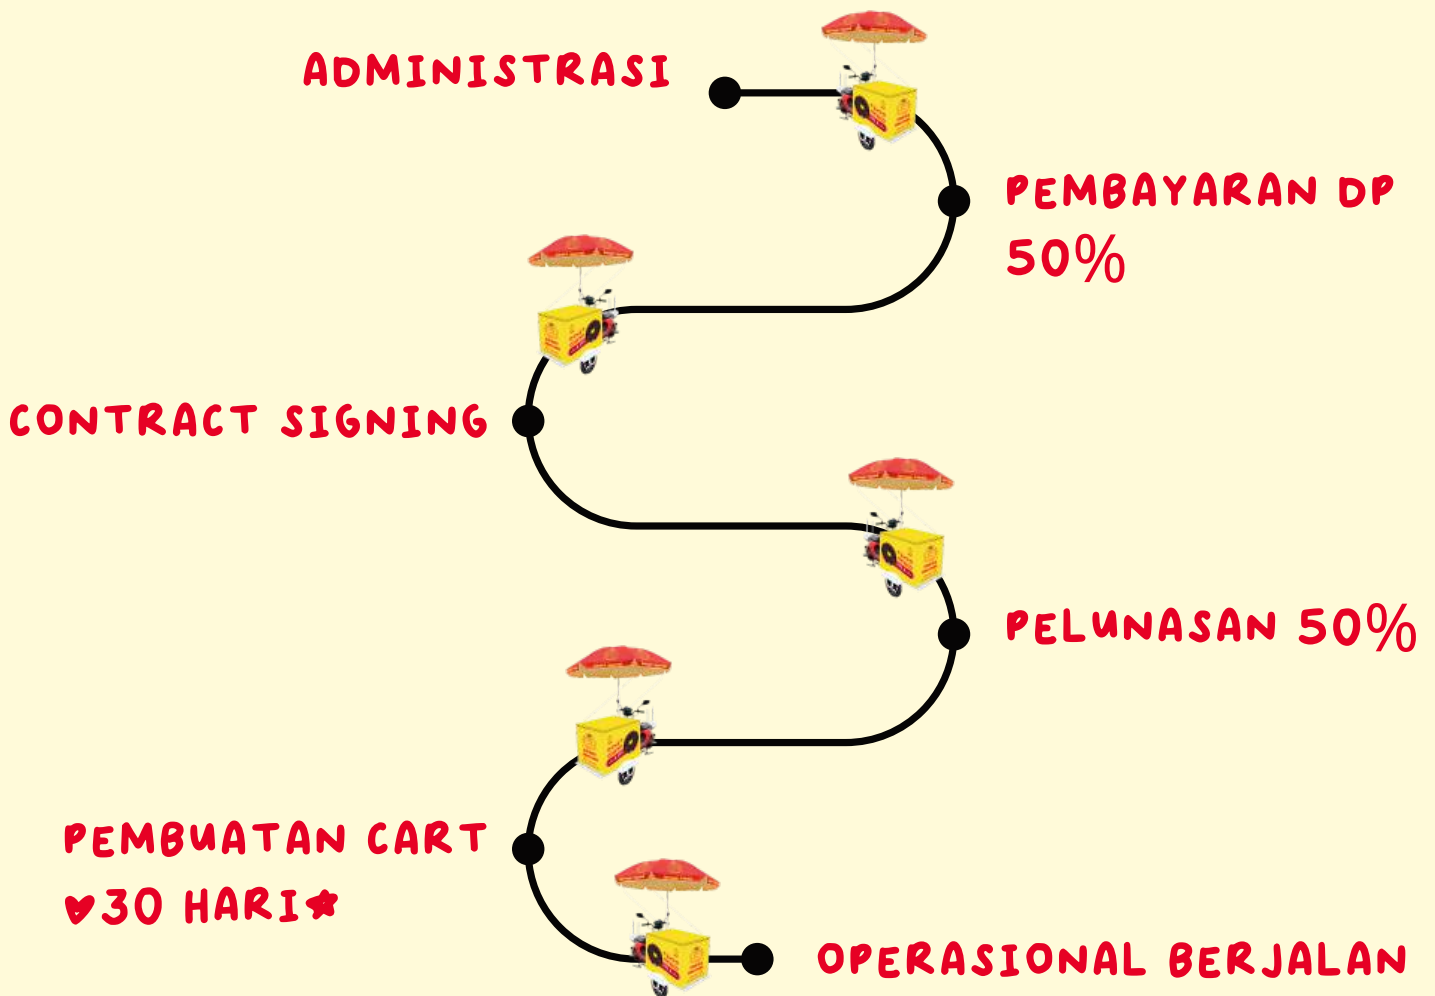 ADMINISTRASI
PEMBAYARAN DP
50%
CONTRACT SIGNING
PELUNASAN 50%
PEMBUATAN CART
♥30 HARI★
OPERASIONAL BERJALAN